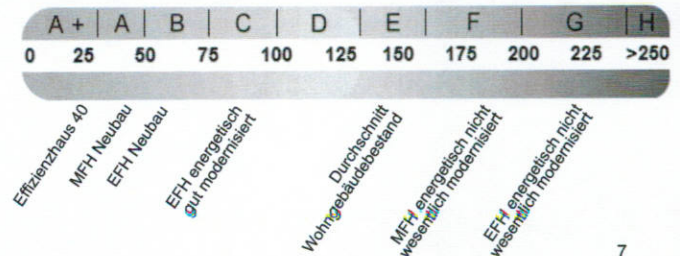 A + | A | B | C | D | E | F | G | H
0 25 50 75 100 125 150 175 200 225 >250
Effizienzhaus 40
MFH Neubau
EFH Neubau
EFH energetisch
gut modernisiert
Durchschnitt
Wohngebäudebestand
MFH energetisch nicht
wesentlich modernisiert
EFH energetisch nicht
wesentlich modernisiert
7